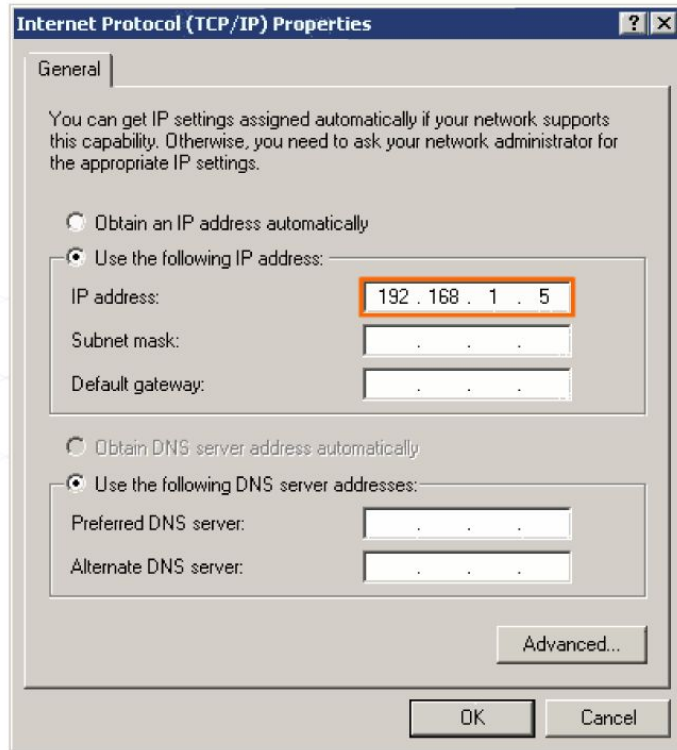 Internet Protocol (TCP/IP) Properties
General
You can get IP settings assigned automatically if your network supports
this capability. Otherwise, you need to ask your network administrator for
the appropriate IP settings.
Obtain an IP address automatically
Use the following IP address:
IP address: 192 . 168 . 1 . 5
Subnet mask: . . .
Default gateway: . . .
Obtain DNS server address automatically
Use the following DNS server addresses:
Preferred DNS server: . . .
Alternate DNS server: . . .
Advanced...
OK Cancel